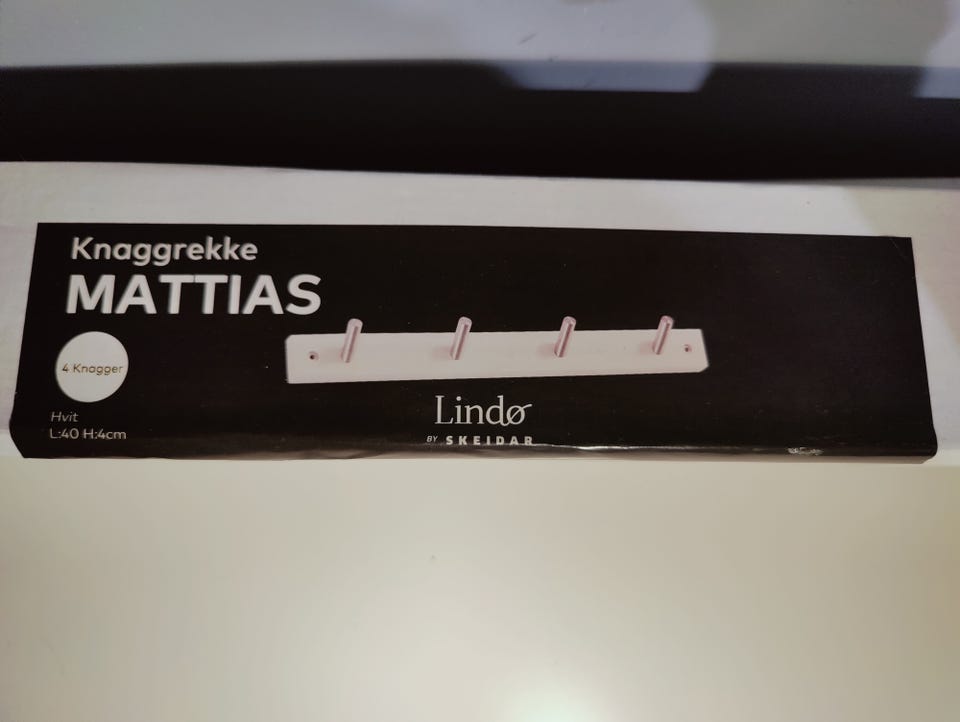 Knaggrekke
MATTIAS
4 Knagger
Hvit
L:40 H:4cm
Lindø
BY SKEIDAR